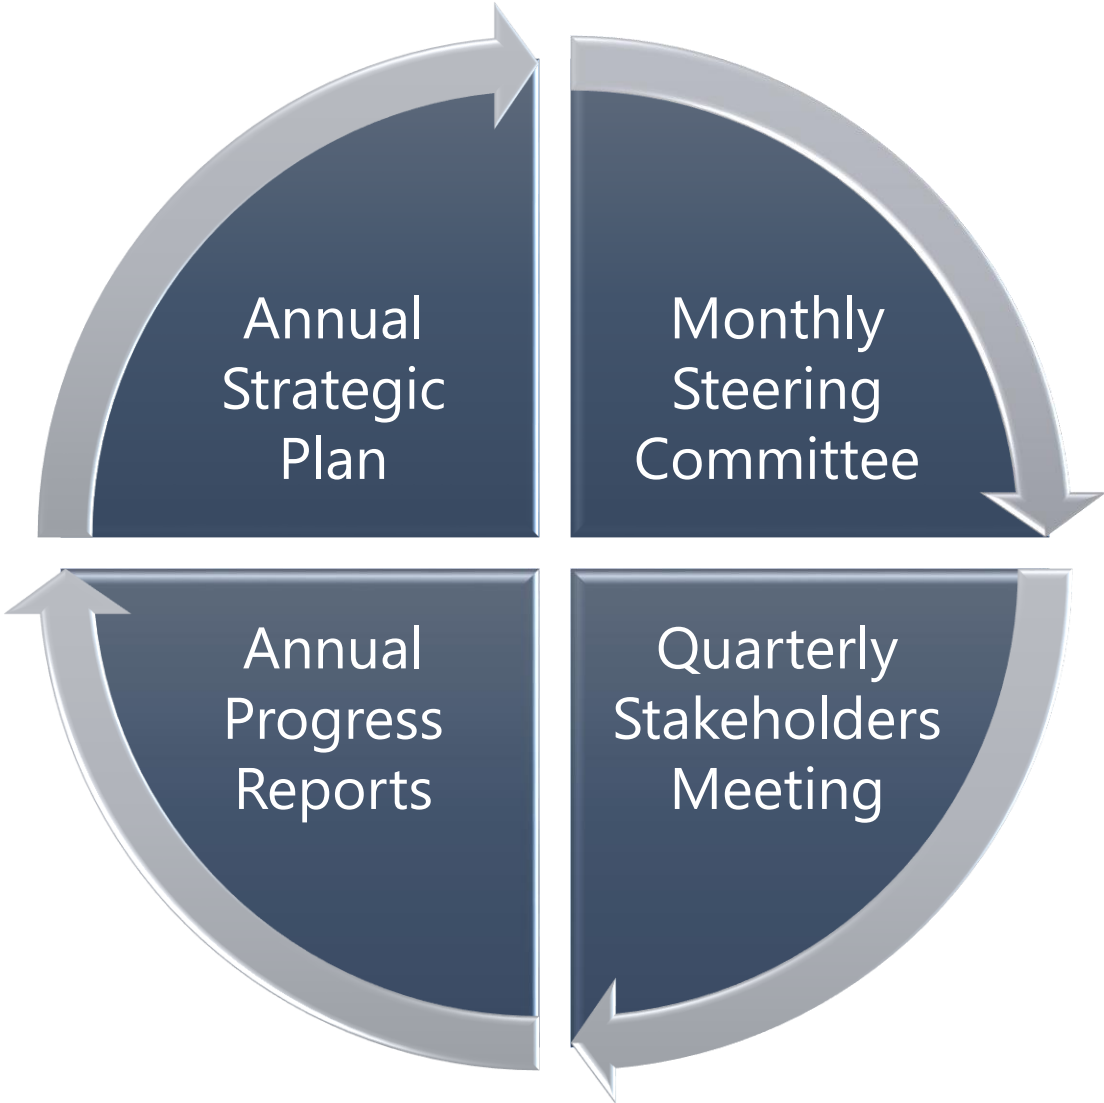 Annual
Strategic
Plan
Monthly
Steering
Committee
Annual
Progress
Reports
Quarterly
Stakeholders
Meeting